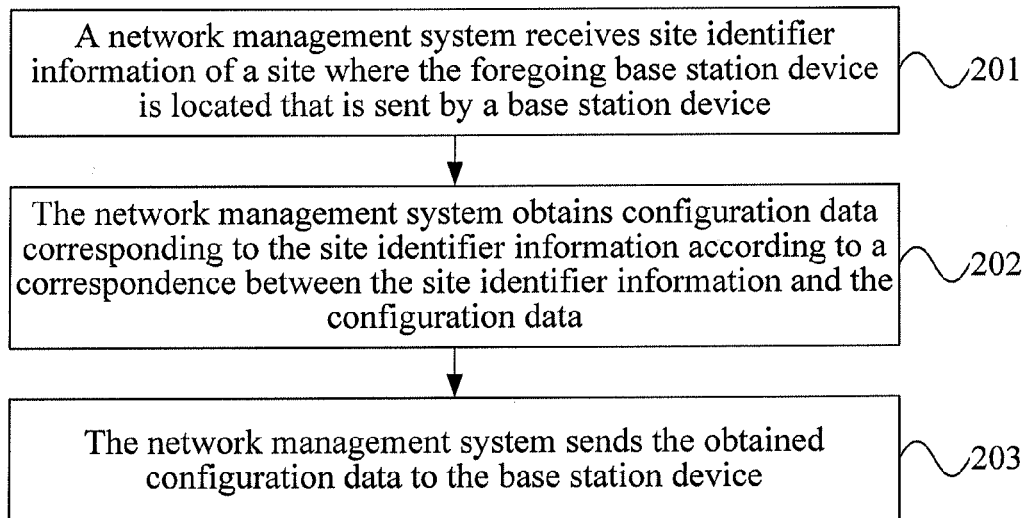 A network management system receives site identifier
information of a site where the foregoing base station device
is located that is sent by a base station device
201
The network management system obtains configuration data
corresponding to the site identifier information according to a
correspondence between the site identifier information and the
configuration data
202
The network management system sends the obtained
configuration data to the base station device
203